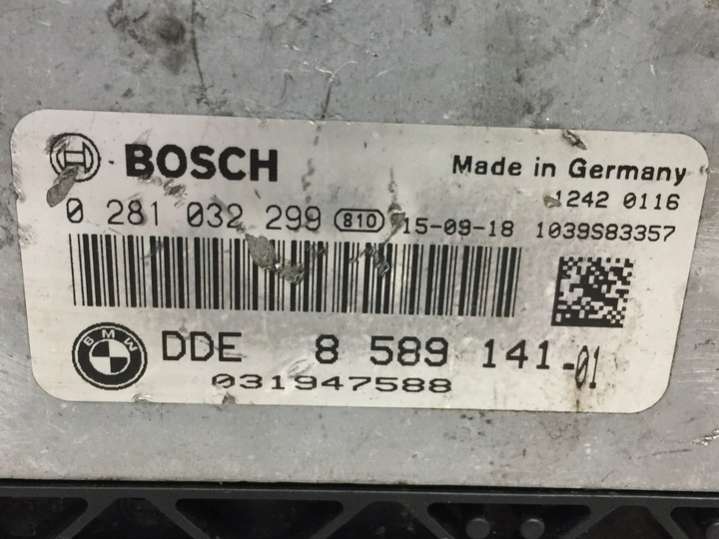 BOSCH Made in Germany
1242 0116
0 281 032 299 810 15-09-18 1039S83357
BMW DDE 8 589 141-01
031947588